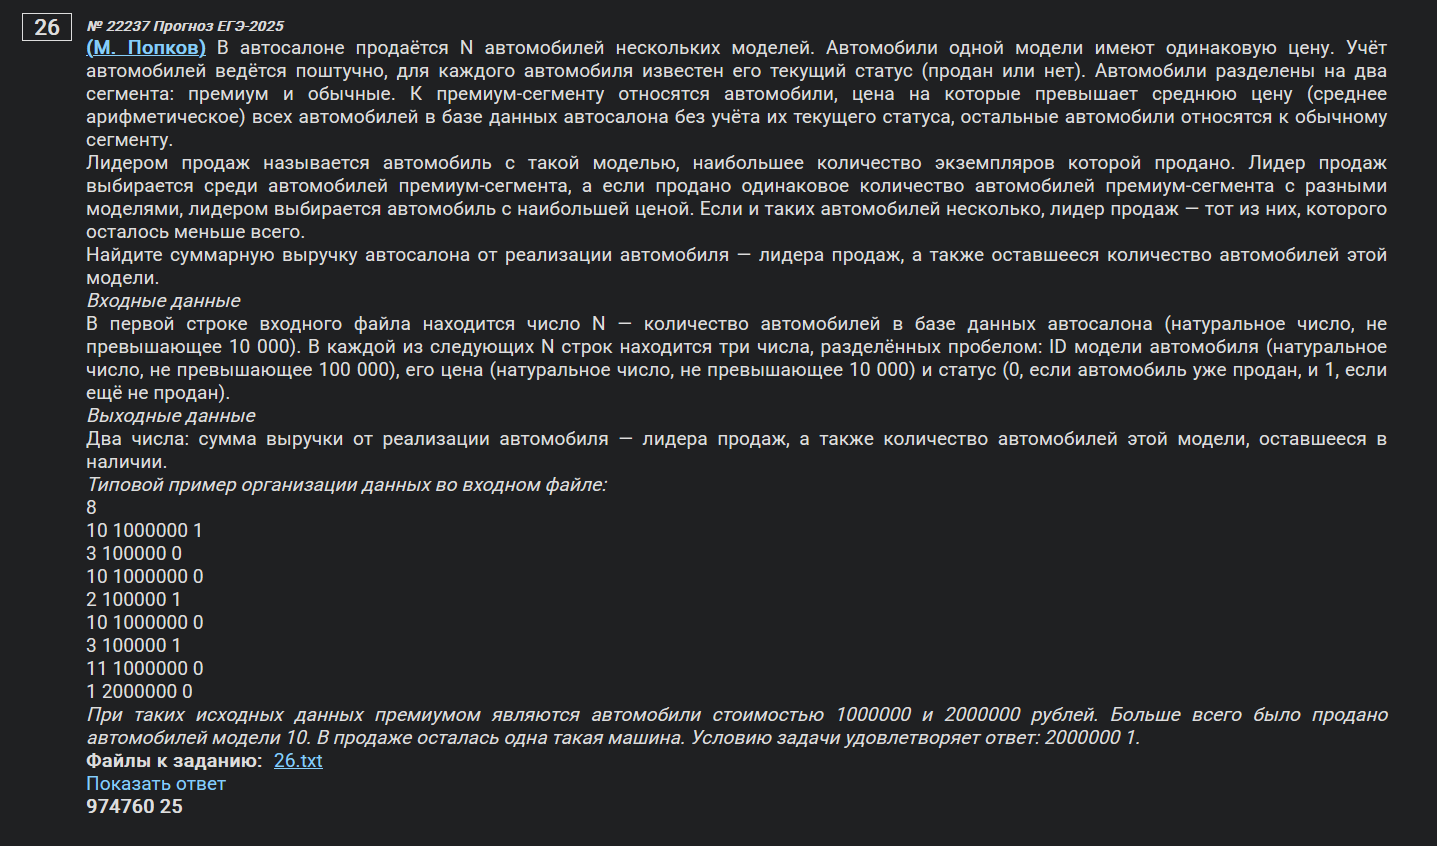 26
№ 22237 Прогноз ЕГЭ-2025
(М. Попков) В автосалоне продаётся N автомобилей нескольких моделей. Автомобили одной модели имеют одинаковую цену. Учёт
автомобилей ведётся поштучно, для каждого автомобиля известен его текущий статус (продан или нет). Автомобили разделены на два
сегмента: премиум и обычные. К премиум-сегменту относятся автомобили, цена на которые превышает среднюю цену (среднее
арифметическое) всех автомобилей в базе данных автосалона без учёта их текущего статуса, остальные автомобили относятся к обычному
сегменту.
Лидером продаж называется автомобиль с такой моделью, наибольшее количество экземпляров которой продано. Лидер продаж
выбирается среди автомобилей премиум-сегмента, а если продано одинаковое количество автомобилей премиум-сегмента с разными
моделями, лидером выбирается автомобиль с наибольшей ценой. Если и таких автомобилей несколько, лидер продаж — тот из них, которого
осталось меньше всего.
Найдите суммарную выручку автосалона от реализации автомобиля — лидера продаж, а также оставшееся количество автомобилей этой
модели.
Входные данные
В первой строке входного файла находится число N — количество автомобилей в базе данных автосалона (натуральное число, не
превышающее 10 000). В каждой из следующих N строк находится три числа, разделённых пробелом: ID модели автомобиля (натуральное
число, не превышающее 100 000), его цена (натуральное число, не превышающее 10 000) и статус (0, если автомобиль уже продан, и 1, если
ещё не продан).
Выходные данные
Два числа: сумма выручки от реализации автомобиля — лидера продаж, а также количество автомобилей этой модели, оставшееся в
наличии.
Типовой пример организации данных во входном файле:
8
10 1000000 1
3 100000 0
10 1000000 0
2 100000 1
10 1000000 0
3 100000 1
11 1000000 0
1 2000000 0
При таких исходных данных премиумом являются автомобили стоимостью 1000000 и 2000000 рублей. Больше всего было продано
автомобилей модели 10. В продаже осталась одна такая машина. Условию задачи удовлетворяет ответ: 2000000 1.
Файлы к заданию: 26.txt
Показать ответ
974760 25